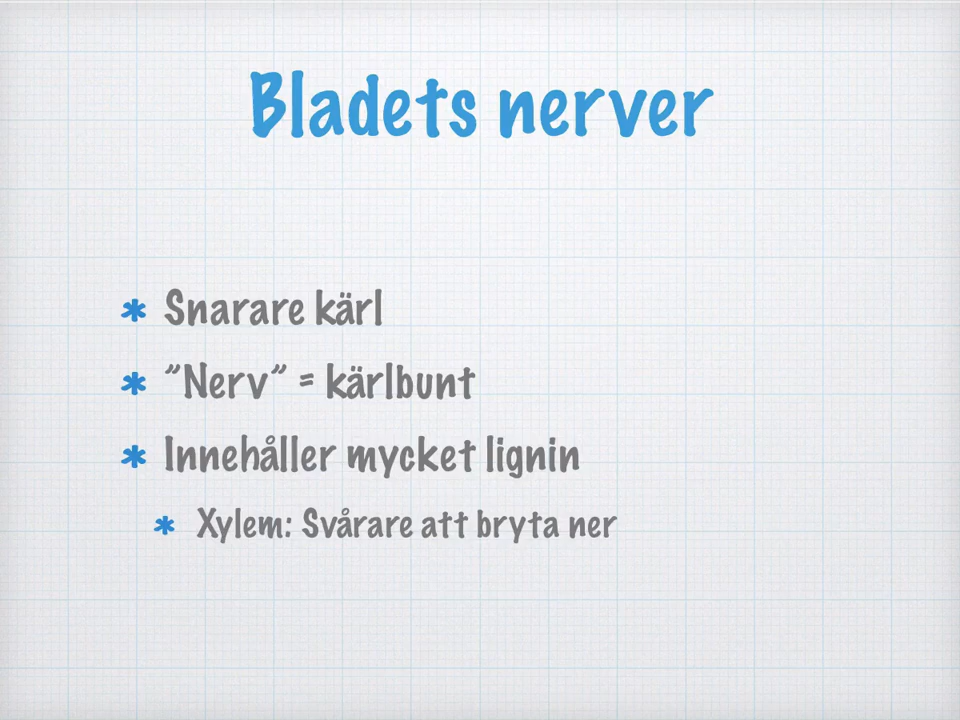 Bladets nerver
Snarare kärl
”Nerv” = kärlbunt
Innehåller mycket lignin
Xylem: Svårare att bryta ner